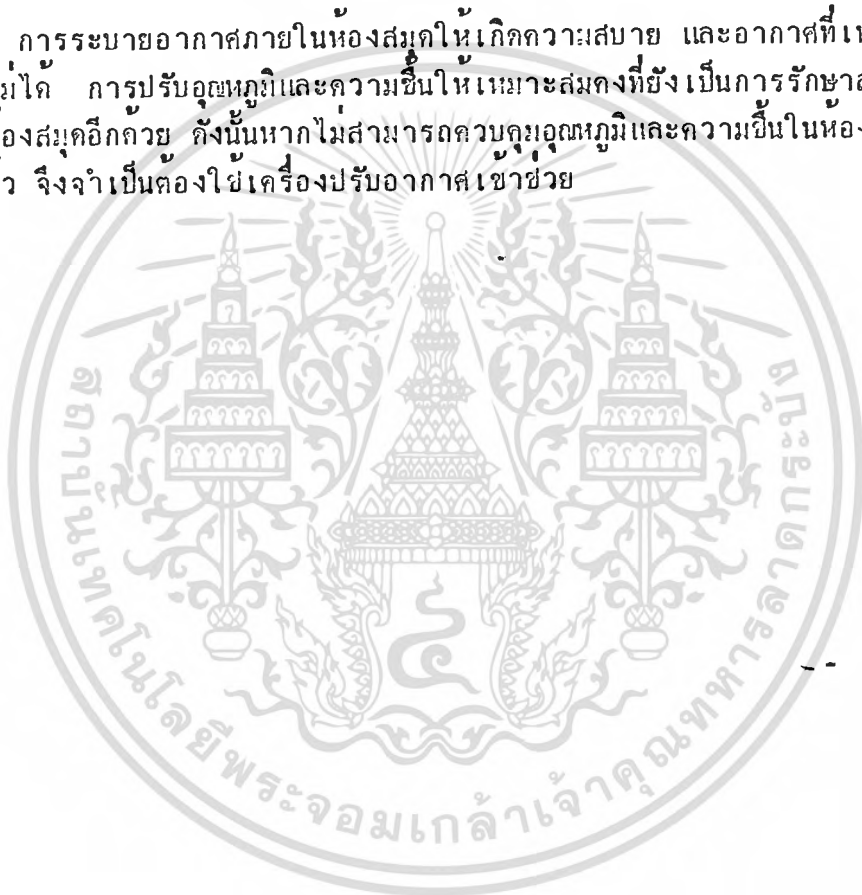 การระบายอากาศภายในห้องสมุดให้เกิดความสบาย และอากาศที่เ
ม่ได้ การปรับอุณหภูมิและความชื้นให้เหมาะสมคงที่ยังเป็นการรักษาส
องสมุดอีกด้วย ดังนั้นหากไม่สามารถควบคุมอุณหภูมิและความชื้นในห้อง
ว จึงจำเป็นต้องใช้เครื่องปรับอากาศเข้าช่วย
๔
สถาบันเทคโนโลยีพระจอมเกล้าเจ้าคุณทหารลาดกระบัง